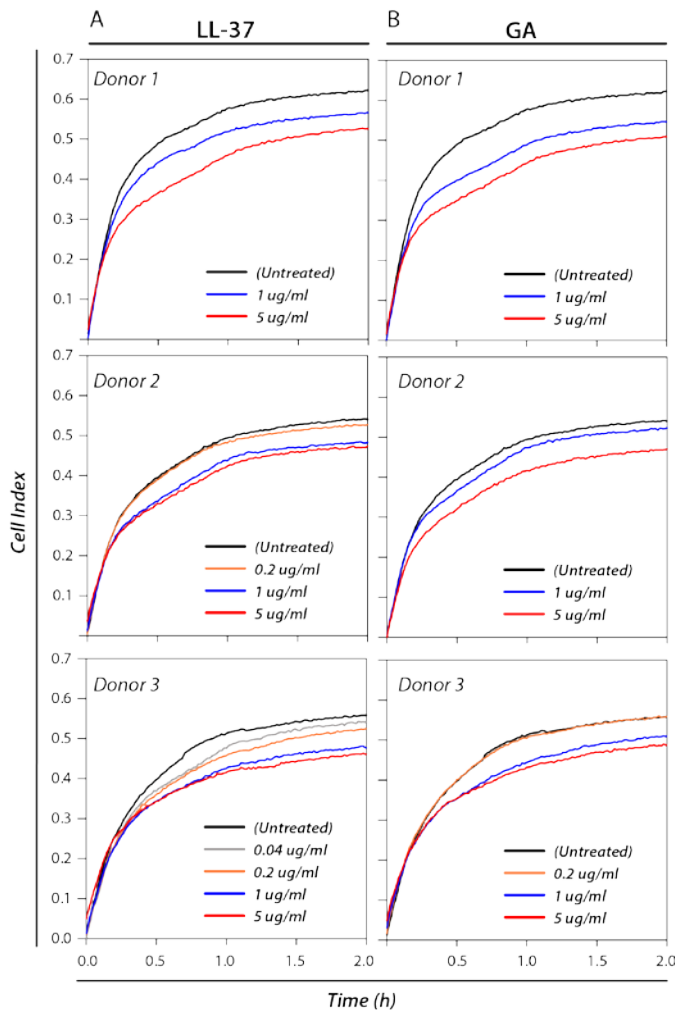 A
B
LL-37
GA
Donor 1
0.7
0.6
0.5
0.4
0.3
0.2
0.1
(Untreated)
1 ug/ml
5 ug/ml
Donor 1
(Untreated)
1 ug/ml
5 ug/ml
Donor 2
0.7
0.6
0.5
0.4
0.3
0.2
0.1
(Untreated)
0.2 ug/ml
1 ug/ml
5 ug/ml
Donor 2
(Untreated)
1 ug/ml
5 ug/ml
Cell Index
Donor 3
0.7
0.6
0.5
0.4
0.3
0.2
0.1
0.0
(Untreated)
0.04 ug/ml
0.2 ug/ml
1 ug/ml
5 ug/ml
0.0 0.5 1.0 1.5 2.0
Donor 3
(Untreated)
0.2 ug/ml
1 ug/ml
5 ug/ml
0.5 1.0 1.5 2.0
Time (h)